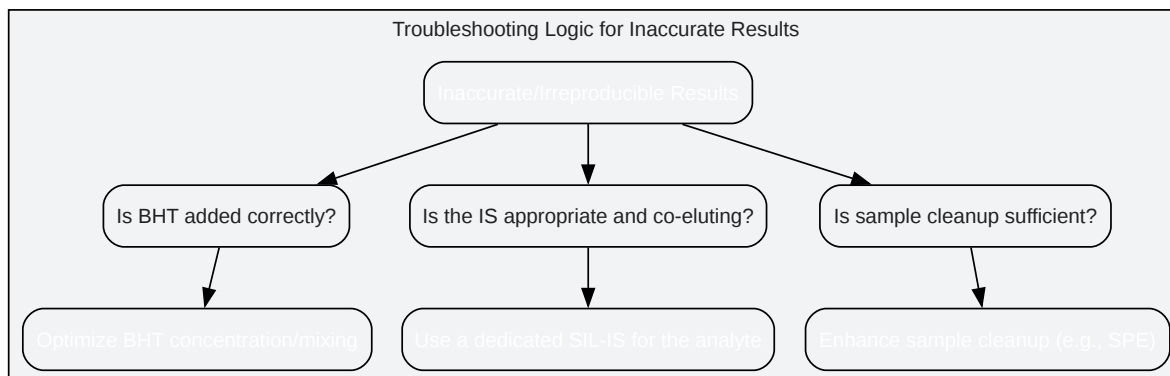 Troubleshooting Logic for Inaccurate Results
Inaccurate/Irreproducible Results
Is BHT added correctly?
Is the IS appropriate and co-eluting?
Is sample cleanup sufficient?
Optimize BHT concentration/mixing
Use a dedicated SIL-IS for the analyte
Enhance sample cleanup (e.g., SPE)